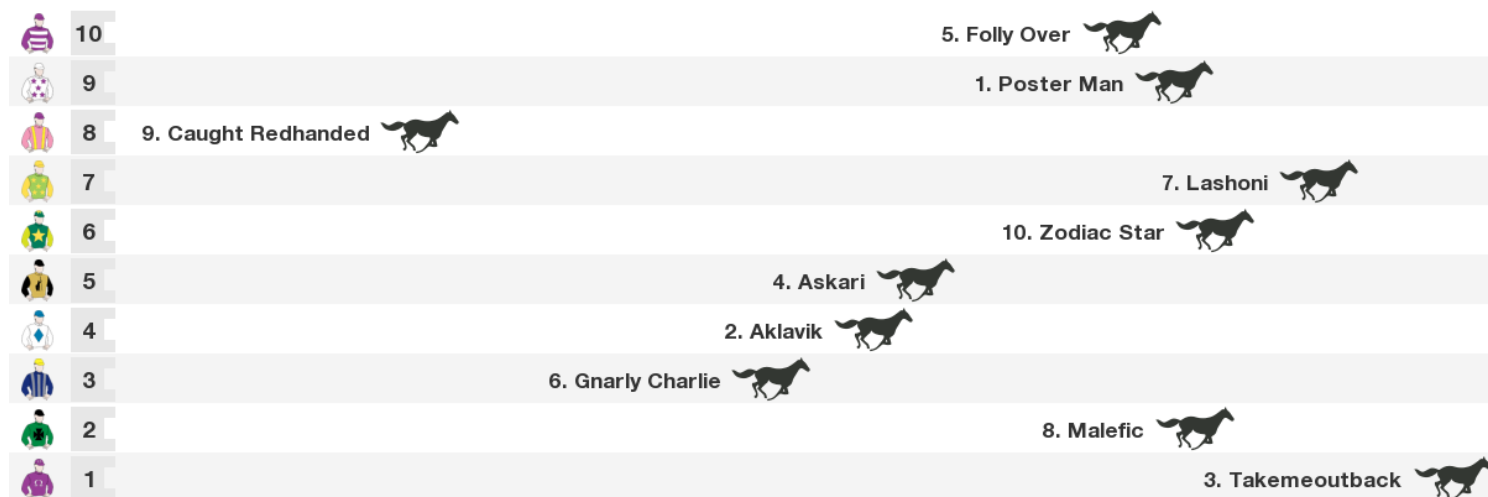 10 5. Folly Over
9 1. Poster Man
8 9. Caught Redhanded
7 7. Lashoni
6 10. Zodiac Star
5 4. Askari
4 2. Aklavik
3 6. Gnarly Charlie
2 8. Malefic
1 3. Takemeoutback